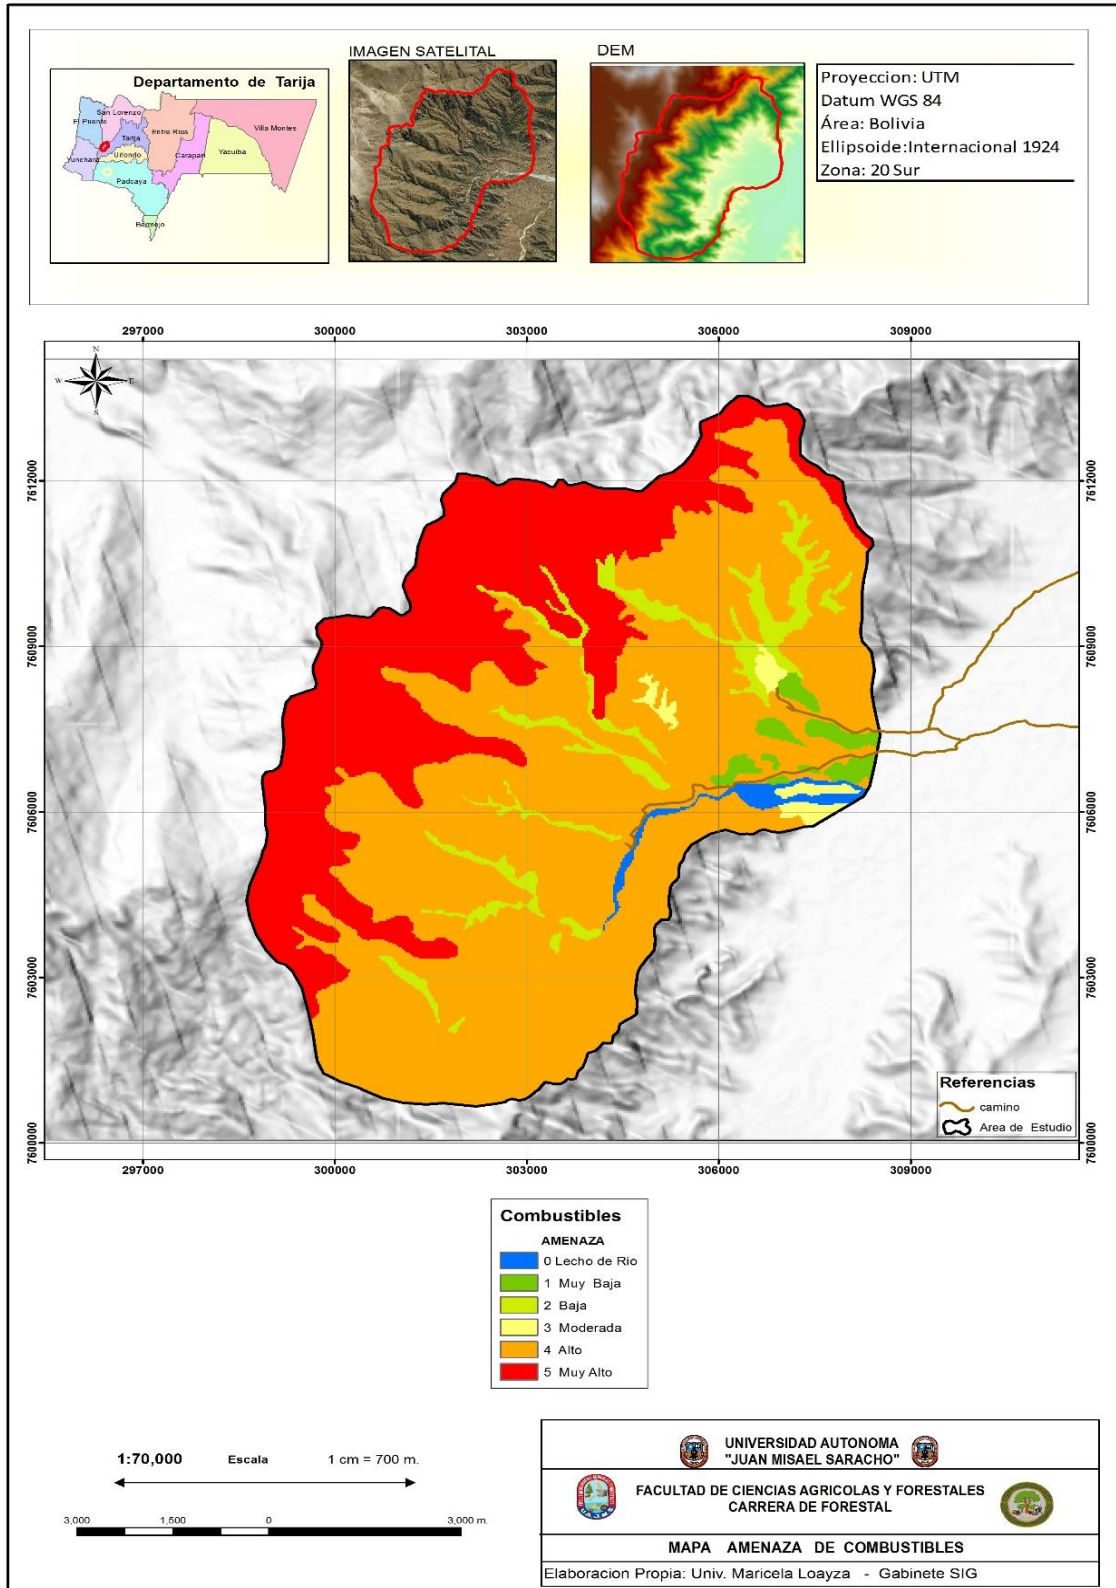 IMAGEN SATELITAL
DEM
Departamento de Tarija
San Lorenzo
El Puente
Entre Rios
Villa Montes
Tarija
Yunchara
Uriondo
Carapari
Yacuiba
Padcaya
Bermejo
Proyeccion: UTM
Datum WGS 84
Área: Bolivia
Ellipsoide:Internacional 1924
Zona: 20 Sur
297000 300000 303000 306000 309000
N
W E
S
7612000 7612000
7609000 7609000
7606000 7606000
7603000 7603000
7600000 7600000
Referencias
camino
Area de Estudio
297000 300000 303000 306000 309000
Combustibles
AMENAZA
0 Lecho de Rio
1 Muy Baja
2 Baja
3 Moderada
4 Alto
5 Muy Alto
1:70,000 Escala 1 cm = 700 m.
3,000 1,500 0 3,000 m.
UNIVERSIDAD AUTONOMA
"JUAN MISAEL SARACHO"
FACULTAD DE CIENCIAS AGRICOLAS Y FORESTALES
CARRERA DE FORESTAL
MAPA AMENAZA DE COMBUSTIBLES
Elaboracion Propia: Univ. Maricela Loayza - Gabinete SIG